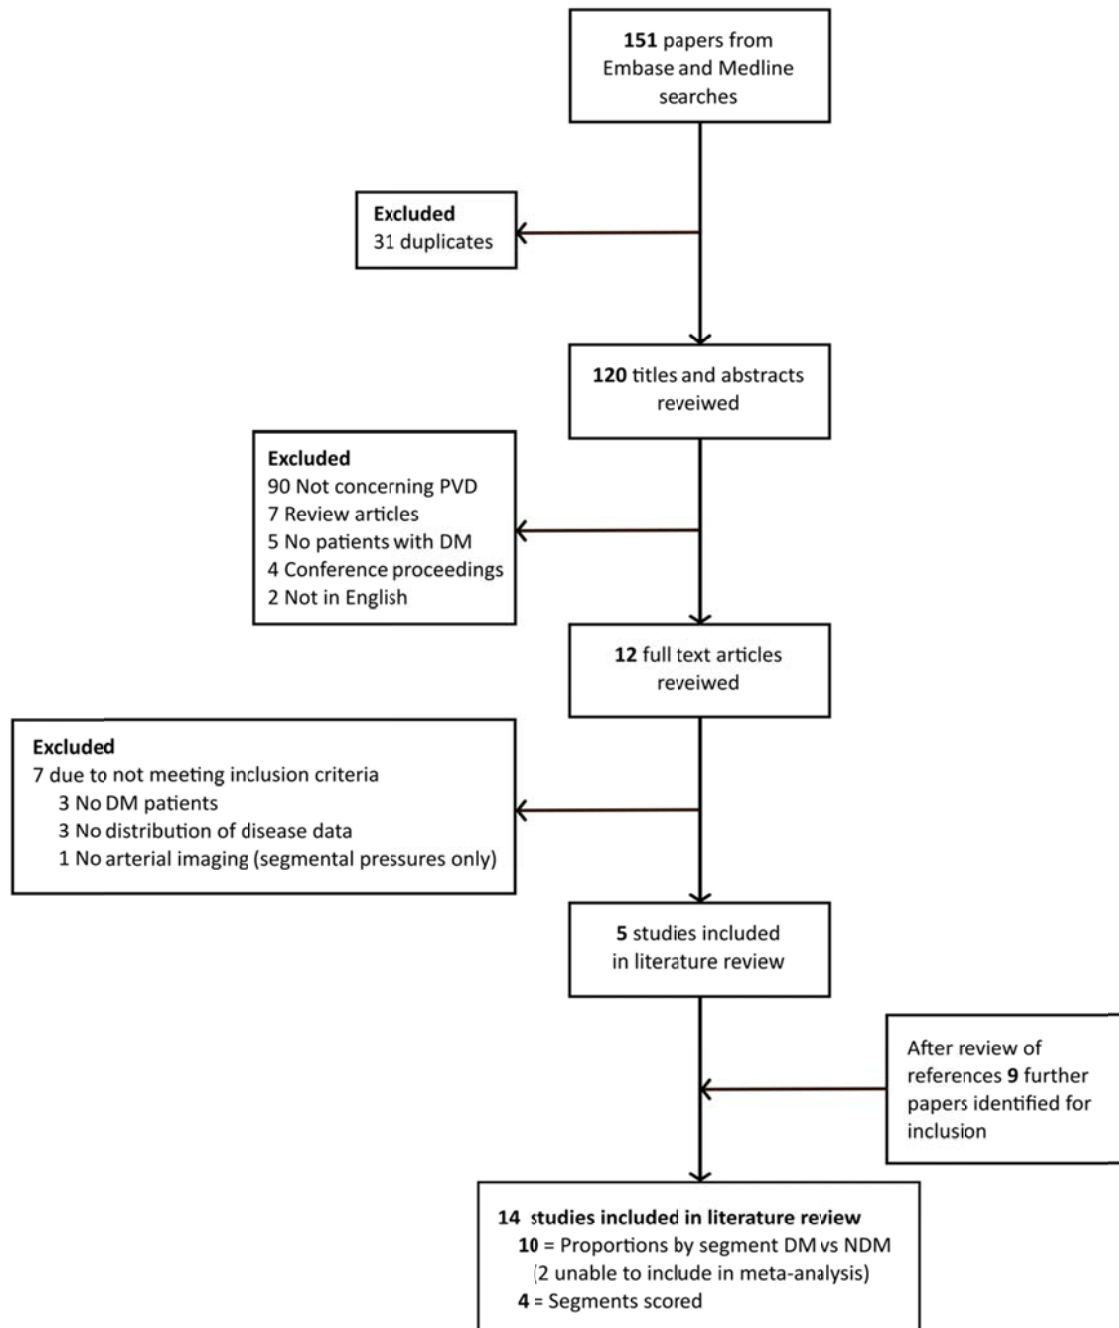 151 papers from
Embase and Medline
searches
Excluded
31 duplicates
120 titles and abstracts
reveiwed
Excluded
90 Not concerning PVD
7 Review articles
5 No patients with DM
4 Conference proceedings
2 Not in English
12 full text articles
reveiwed
Excluded
7 due to not meeting inclusion criteria
3 No DM patients
3 No distribution of disease data
1 No arterial imaging (segmental pressures only)
5 studies included
in literature review
After review of
references 9 further
papers identified for
inclusion
14 studies included in literature review
10 = Proportions by segment DM vs NDM
(2 unable to include in meta-analysis)
4 = Segments scored